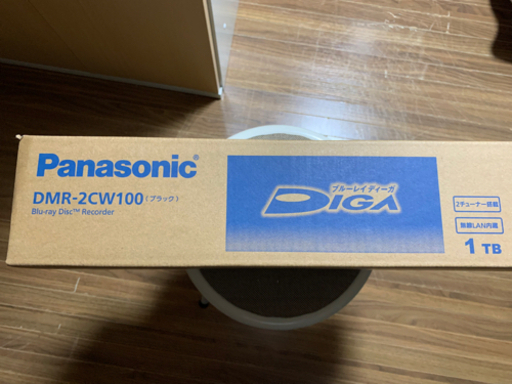 Panasonic®
DMR-2CW100(ブラック)
Blu-ray Disc™ Recorder
ブルーレイディーガ
DIGA
2チューナー搭載
無線LAN内蔵
1 TB